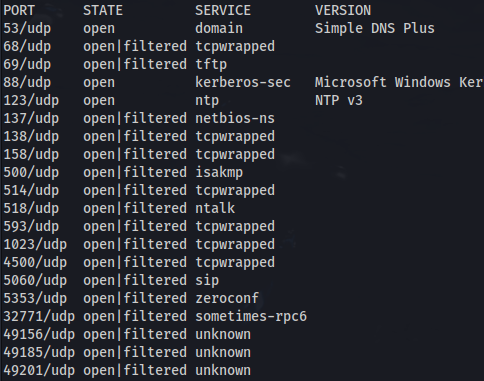 PORT STATE SERVICE VERSION
53/udp open domain Simple DNS Plus
68/udp open|filtered tcpwrapped
69/udp open|filtered tftp
88/udp open kerberos-sec Microsoft Windows Ker
123/udp open ntp NTP v3
137/udp open|filtered netbios-ns
138/udp open|filtered tcpwrapped
158/udp open|filtered tcpwrapped
500/udp open|filtered isakmp
514/udp open|filtered tcpwrapped
518/udp open|filtered ntalk
593/udp open|filtered tcpwrapped
1023/udp open|filtered tcpwrapped
4500/udp open|filtered tcpwrapped
5060/udp open|filtered sip
5353/udp open|filtered zeroconf
32771/udp open|filtered sometimes-rpc6
49156/udp open|filtered unknown
49185/udp open|filtered unknown
49201/udp open|filtered unknown